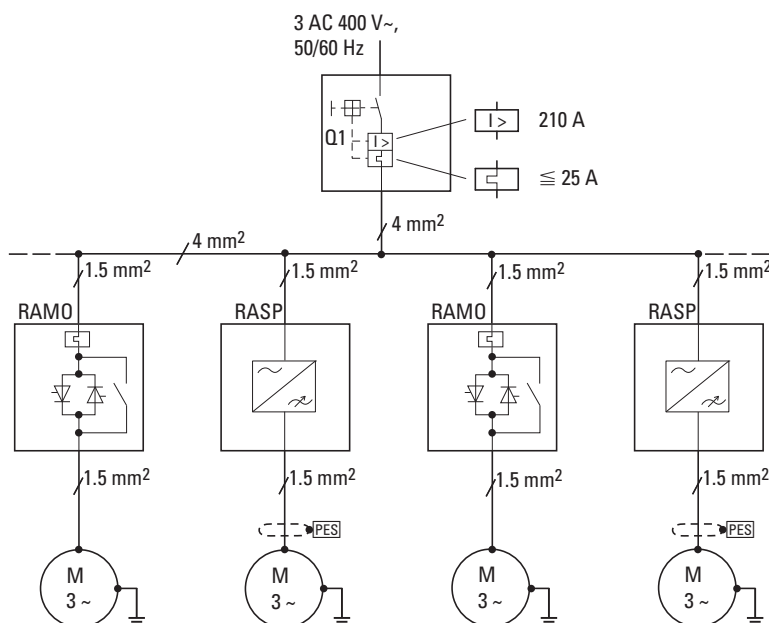 3 AC 400 V~,
50/60 Hz
Q1
I >
I >
210 A
≦ 25 A
4 mm²
4 mm²
1.5 mm²
1.5 mm²
1.5 mm²
1.5 mm²
RAMO
RASP
RAMO
RASP
1.5 mm²
1.5 mm²
1.5 mm²
1.5 mm²
PES
PES
M
3 ~
M
3 ~
M
3 ~
M
3 ~